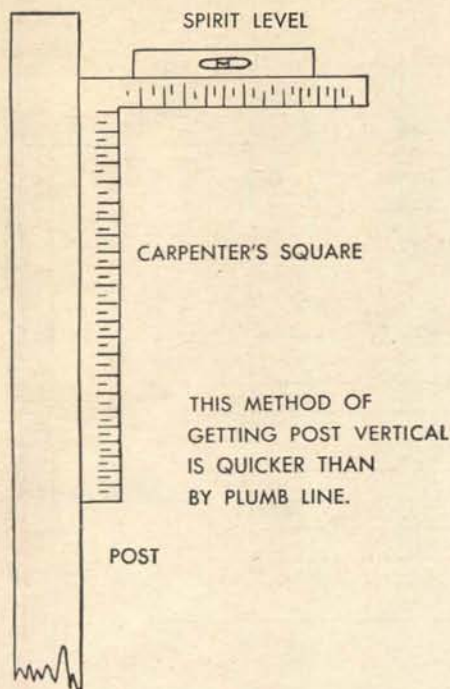 SPIRIT LEVEL
CARPENTER'S SQUARE
THIS METHOD OF
GETTING POST VERTICAL
IS QUICKER THAN
BY PLUMB LINE.
POST